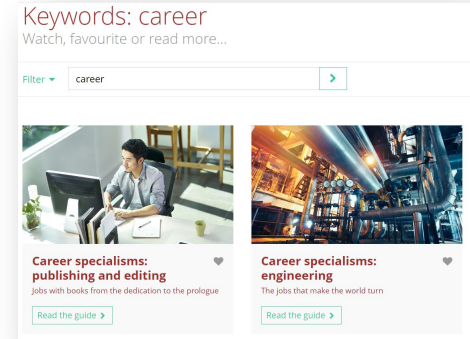 Keywords: career
Watch, favourite or read more...
Filter
career
Career specialisms:
publishing and editing
Jobs with books from the dedication to the prologue
Read the guide
Career specialisms:
engineering
The jobs that make the world turn
Read the guide